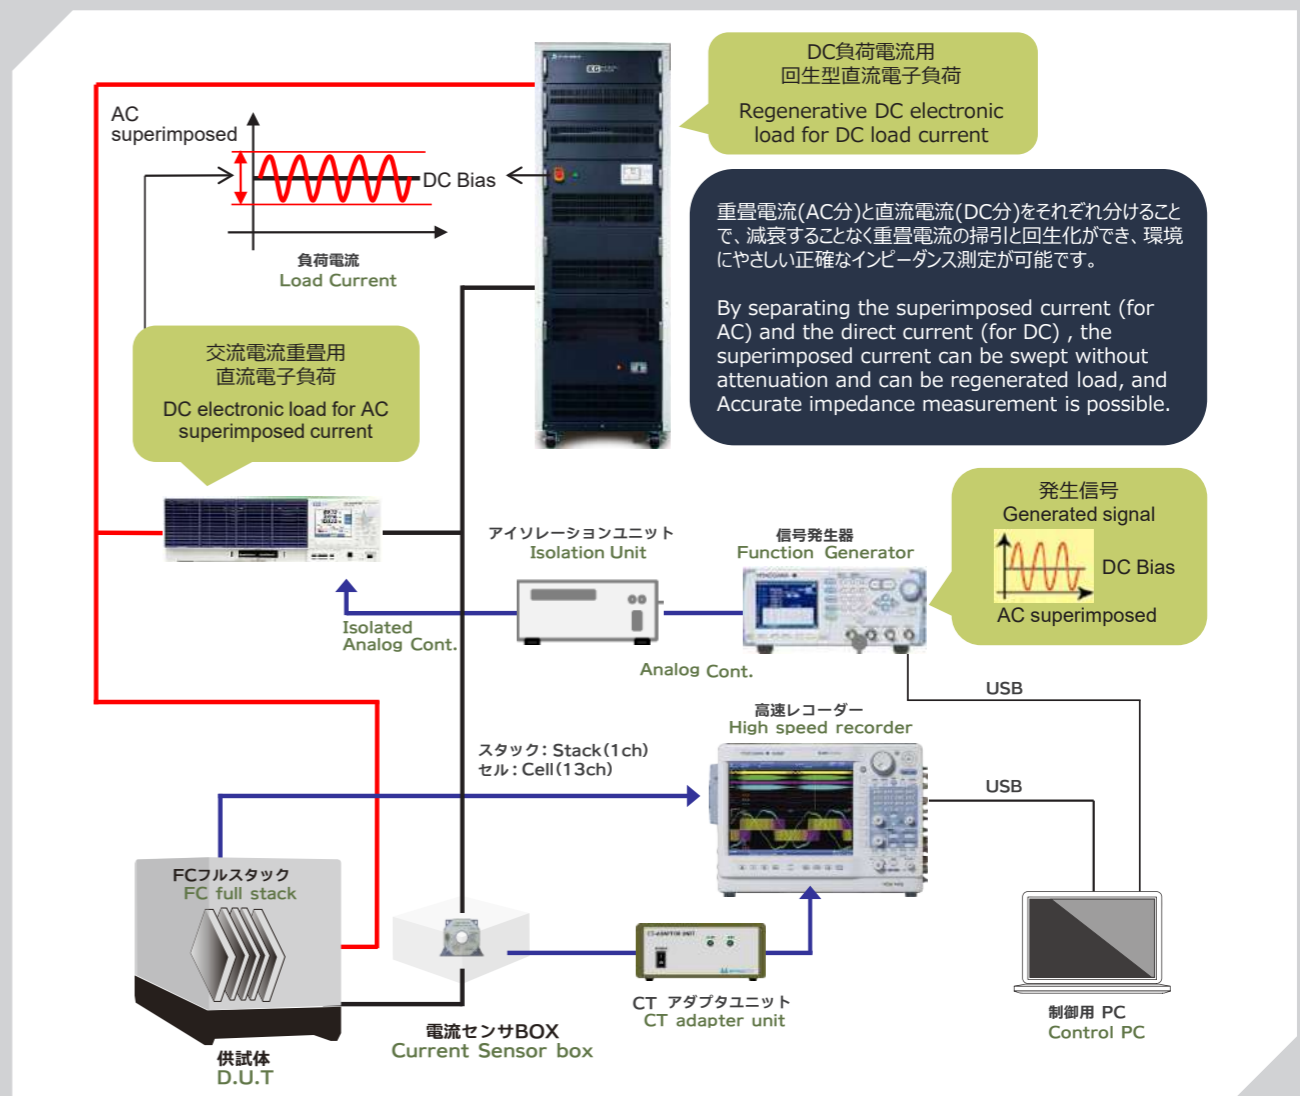 DC負荷電流用
回生型直流電子負荷
Regenerative DC electronic
load for DC load current
AC
superimposed
DC Bias
負荷電流
Load Current
重畳電流(AC分)と直流電流(DC分)をそれぞれ分けること
で、減衰することなく重畳電流の掃引と回生化ができ、環境
にやさしい正確なインピーダンス測定が可能です。
By separating the superimposed current (for
AC) and the direct current (for DC) , the
superimposed current can be swept without
attenuation and can be regenerated load, and
Accurate impedance measurement is possible.
交流電流重畳用
直流電子負荷
DC electronic load for AC
superimposed current
アイソレーションユニット
Isolation Unit
信号発生器
Function Generator
発生信号
Generated signal
DC Bias
AC superimposed
Isolated
Analog Cont.
Analog Cont.
USB
高速レコーダー
High speed recorder
スタック：Stack(1ch)
セル：Cell(13ch)
USB
FCフルスタック
FC full stack
CT-ADAPTOR UNIT
CT アダプタユニット
CT adapter unit
制御用 PC
Control PC
電流センサBOX
Current Sensor box
供試体
D.U.T